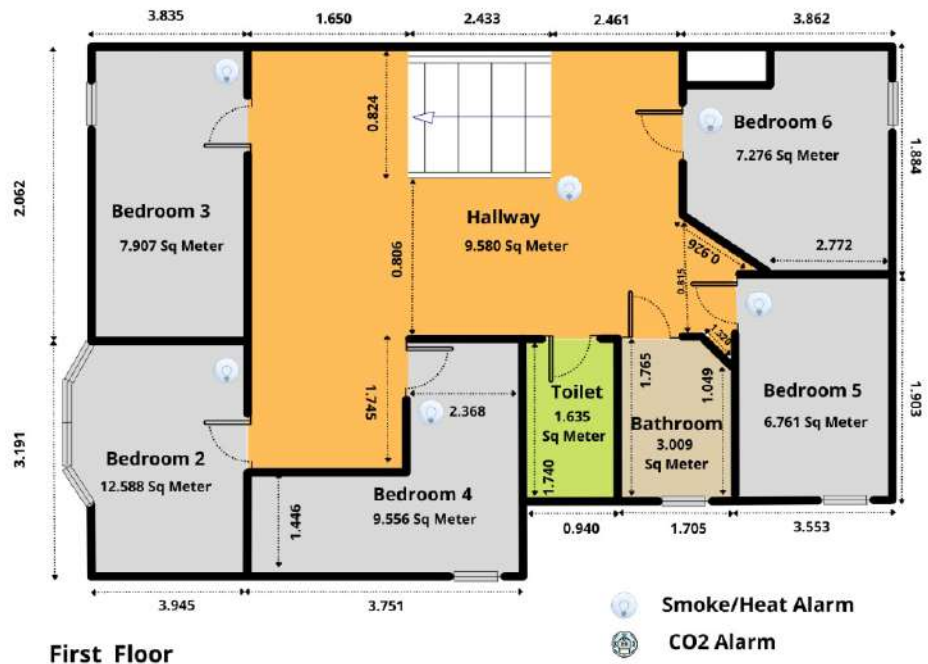 3.835 1.650 2.433 2.461 3.862
0.824
Bedroom 6
7.276 Sq Meter
1.884
2.062
Bedroom 3
7.907 Sq Meter
Hallway
9.580 Sq Meter
0.806
0.926
0.815
2.772
1.320
1.745
2.368
Toilet
1.635
Sq Meter
1.740
1.765
1.049
Bathroom
3.009
Sq Meter
Bedroom 5
6.761 Sq Meter
1.903
3.191
Bedroom 2
12.588 Sq Meter
Bedroom 4
9.556 Sq Meter
1.446
0.940 1.705 3.553
3.945 3.751
Smoke/Heat Alarm
CO2 Alarm
First Floor